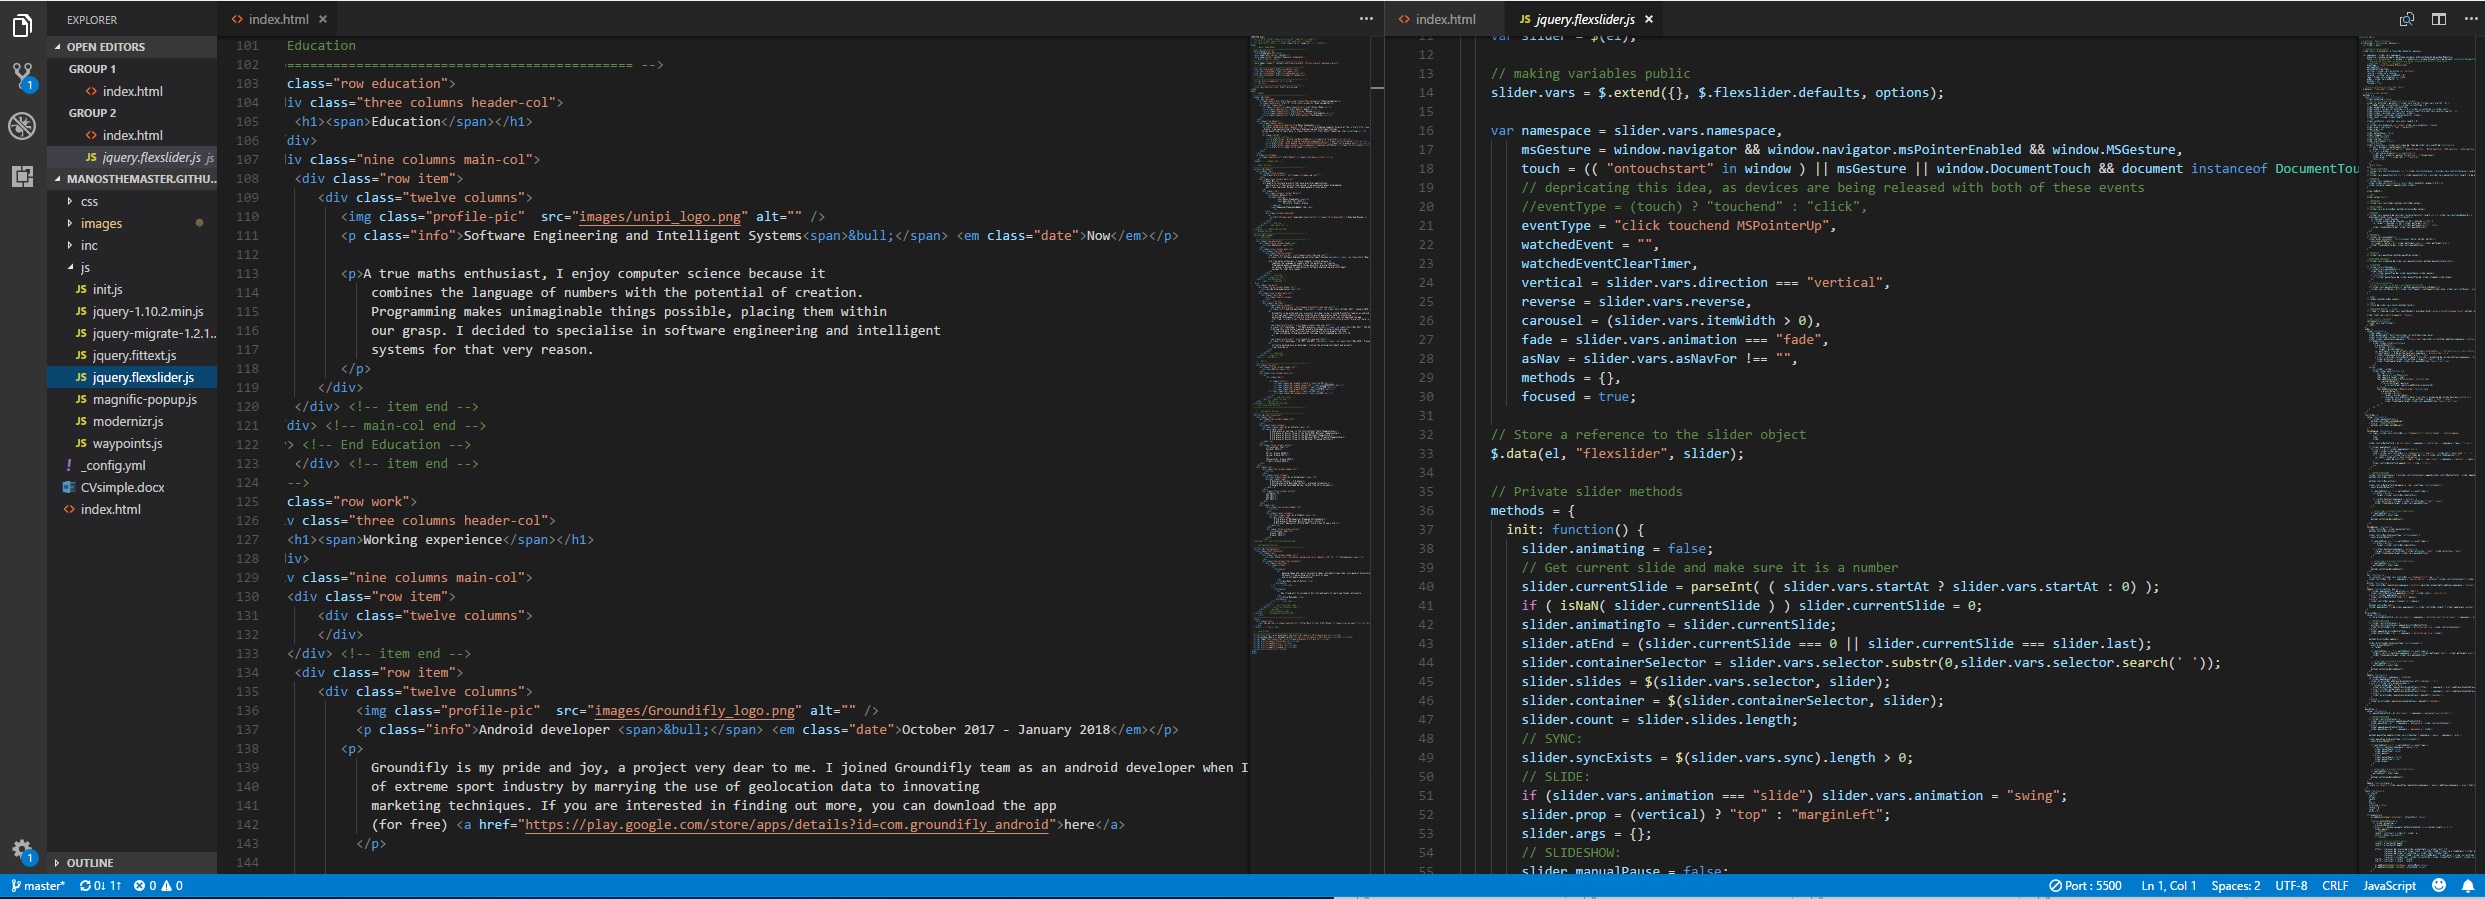 EXPLORER
OPEN EDITORS
GROUP 1
index.html
GROUP 2
index.html
JS jquery.flexslider.js js
MANOSTHEMASTER.GITHU...
css
images
inc
js
JS init.js
JS jquery-1.10.2.min.js
JS jquery-migrate-1.2.1...
JS jquery.fittext.js
JS jquery.flexslider.js
JS magnific-popup.js
JS modernizr.js
JS waypoints.js
! _config.yml
CVsimple.docx
<> index.html
OUTLINE
<> index.html ×
101 Education
102 ============================================= -->
103 class="row education">
104 iv class="three columns header-col">
105 <h1><span>Education</span></h1>
106 div>
107 iv class="nine columns main-col">
108 <div class="row item">
109 <div class="twelve columns">
110 <img class="profile-pic"  src="images/unipi_logo.png" alt="" />
111 <p class="info">Software Engineering and Intelligent Systems<span>&bull;</span> <em class="date">Now</em></p>
112
113 <p>A true maths enthusiast, I enjoy computer science because it
114 combines the language of numbers with the potential of creation.
115 Programming makes unimaginable things possible, placing them within
116 our grasp. I decided to specialise in software engineering and intelligent
117 systems for that very reason.
118 </p>
119 </div>
120 </div> <!-- item end -->
121 div> <!-- main-col end -->
122 > <!-- End Education -->
123 </div> <!-- item end -->
124 -->
125 class="row work">
126 v class="three columns header-col">
127 <h1><span>Working experience</span></h1>
128 iv>
129 v class="nine columns main-col">
130 <div class="row item">
131 <div class="twelve columns">
132 </div>
133 </div> <!-- item end -->
134 <div class="row item">
135 <div class="twelve columns">
136 <img class="profile-pic"  src="images/Groundifly_logo.png" alt="" />
137 <p class="info">Android developer <span>&bull;</span> <em class="date">October 2017 - January 2018</em></p>
138 <p>
139 Groundifly is my pride and joy, a project very dear to me. I joined Groundifly team as an android developer when I
140 of extreme sport industry by marrying the use of geolocation data to innovating
141 marketing techniques. If you are interested in finding out more, you can download the app
142 (for free) <a href="https://play.google.com/store/apps/details?id=com.groundifly_android">here</a>
143 </p>
144
<> index.html JS jquery.flexslider.js ×
11 var slider = $(el);
12
13 // making variables public
14 slider.vars = $.extend({}, $.flexslider.defaults, options);
15
16 var namespace = slider.vars.namespace,
17 msGesture = window.navigator && window.navigator.msPointerEnabled && window.MSGesture,
18 touch = (( "ontouchstart" in window ) || msGesture || window.DocumentTouch && document instanceof DocumentTou
19 // depricating this idea, as devices are being released with both of these events
20 //eventType = (touch) ? "touchend" : "click",
21 eventType = "click touchend MSPointerUp",
22 watchedEvent = "",
23 watchedEventClearTimer,
24 vertical = slider.vars.direction === "vertical",
25 reverse = slider.vars.reverse,
26 carousel = (slider.vars.itemWidth > 0),
27 fade = slider.vars.animation === "fade",
28 asNav = slider.vars.asNavFor !== "",
29 methods = {},
30 focused = true;
31
32 // Store a reference to the slider object
33 $.data(el, "flexslider", slider);
34
35 // Private slider methods
36 methods = {
37 init: function() {
38 slider.animating = false;
39 // Get current slide and make sure it is a number
40 slider.currentSlide = parseInt( ( slider.vars.startAt ? slider.vars.startAt : 0) );
41 if ( isNaN( slider.currentSlide ) ) slider.currentSlide = 0;
42 slider.animatingTo = slider.currentSlide;
43 slider.atEnd = (slider.currentSlide === 0 || slider.currentSlide === slider.last);
44 slider.containerSelector = slider.vars.selector.substr(0,slider.vars.selector.search(' '));
45 slider.slides = $(slider.vars.selector, slider);
46 slider.container = $(slider.containerSelector, slider);
47 slider.count = slider.slides.length;
48 // SYNC:
49 slider.syncExists = $(slider.vars.sync).length > 0;
50 // SLIDE:
51 if (slider.vars.animation === "slide") slider.vars.animation = "swing";
52 slider.prop = (vertical) ? "top" : "marginLeft";
53 slider.args = {};
54 // SLIDESHOW:
55 slider.manualPause = false;
master* 0↓ 1↑ 0 0
Port : 5500 Ln 1, Col 1 Spaces: 2 UTF-8 CRLF JavaScript